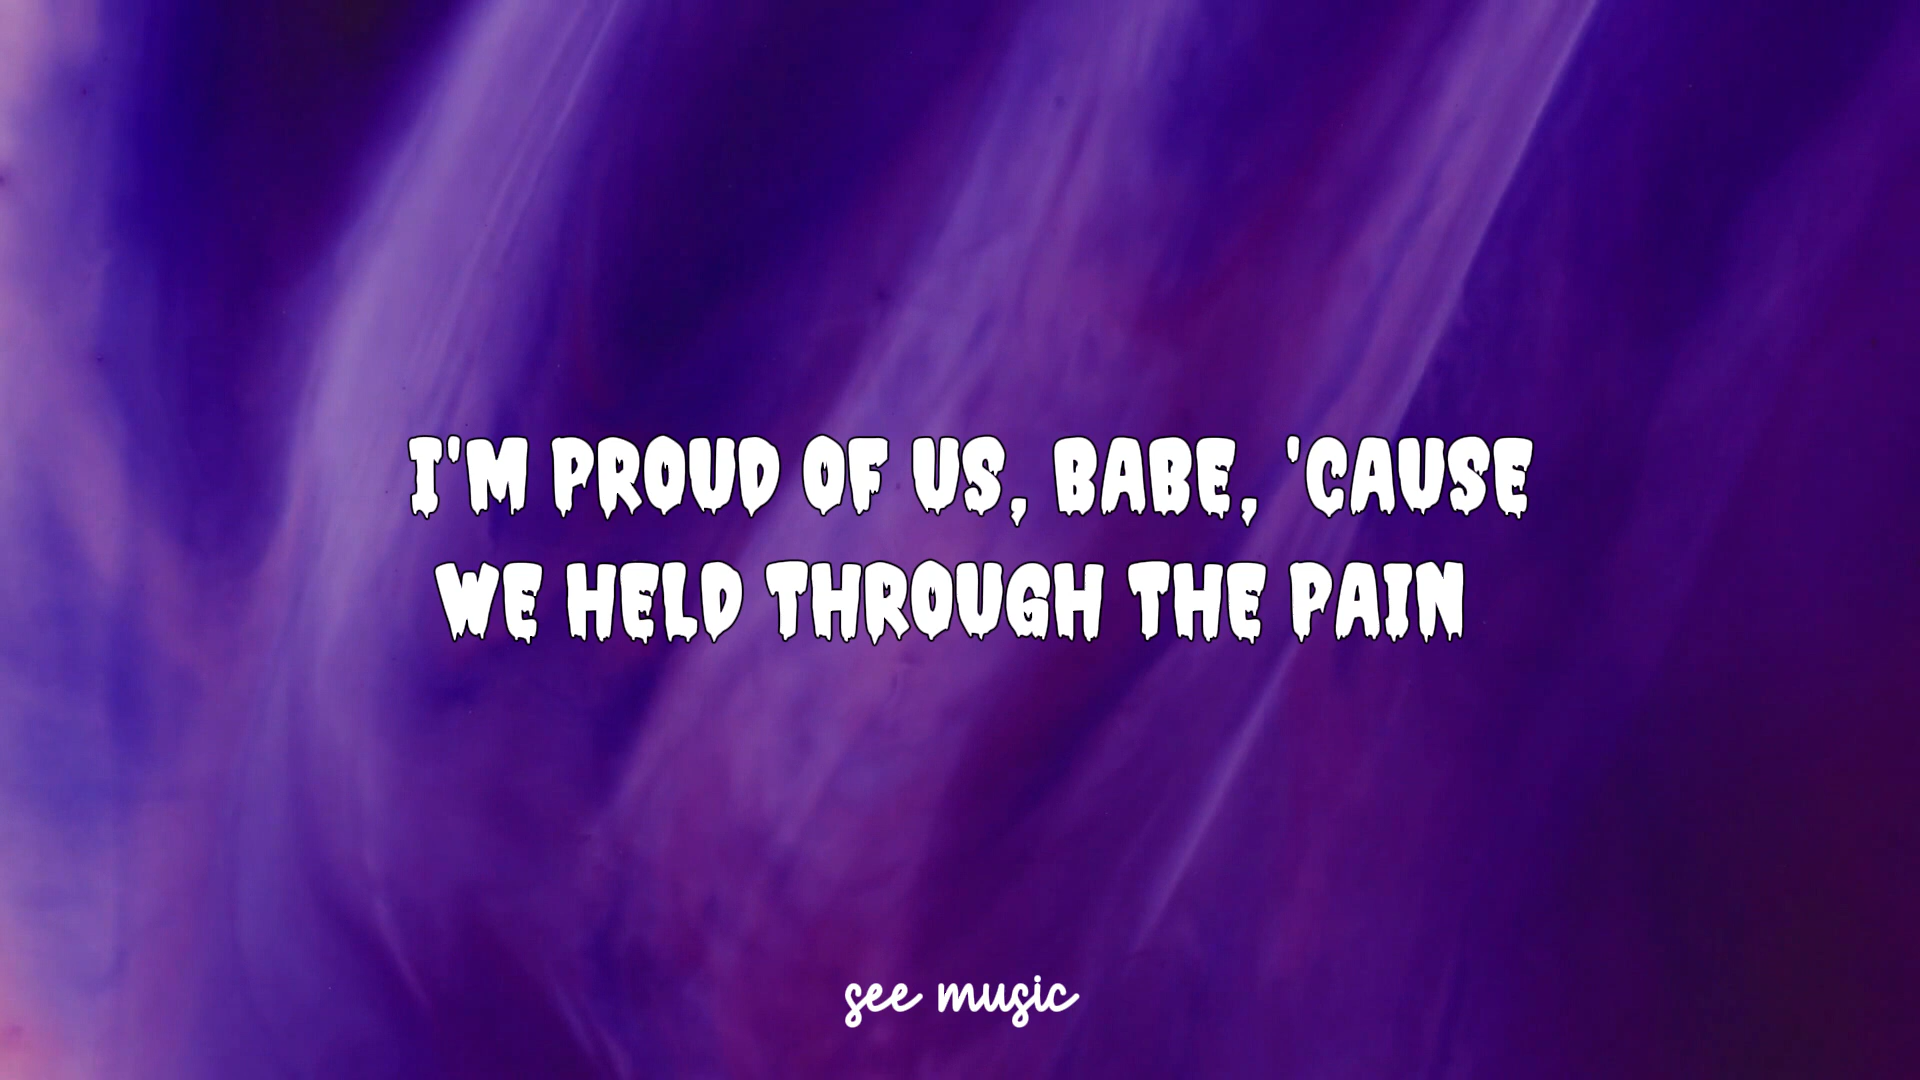 I'M PROUD OF US, BABE, 'CAUSE
WE HELD THROUGH THE PAIN
see music